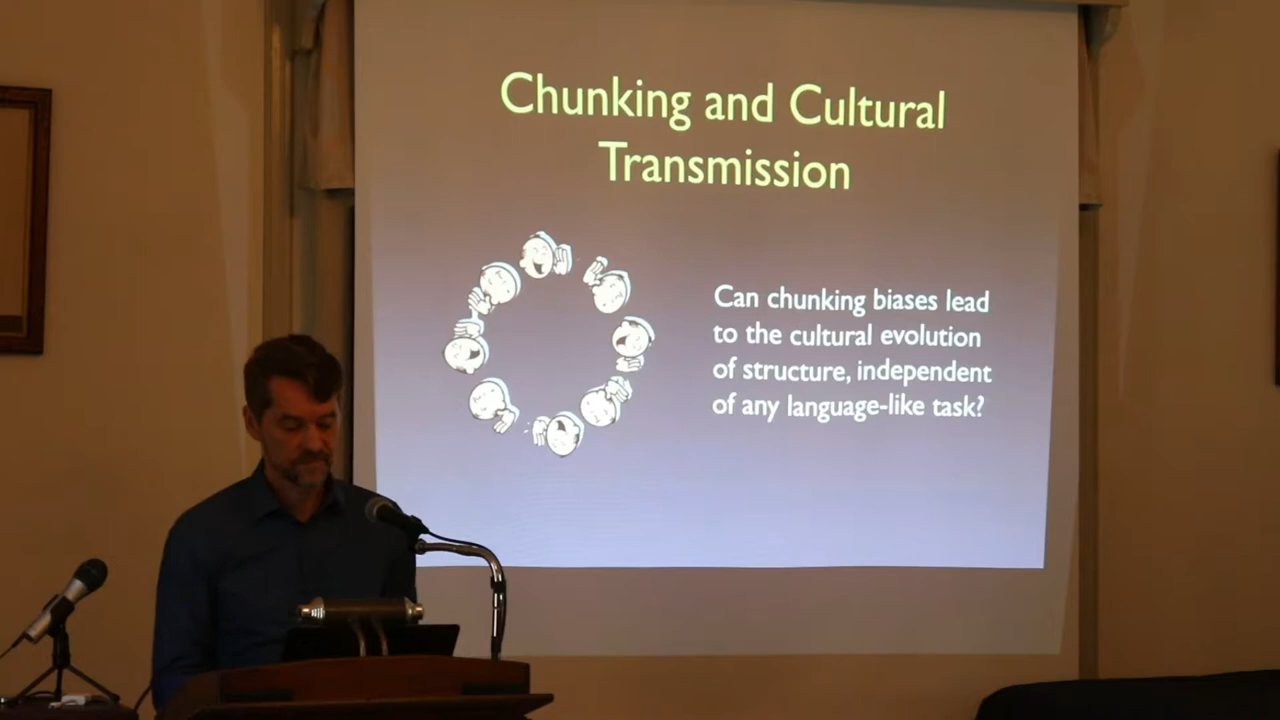 Chunking and Cultural
Transmission
Can chunking biases lead
to the cultural evolution
of structure, independent
of any language-like task?